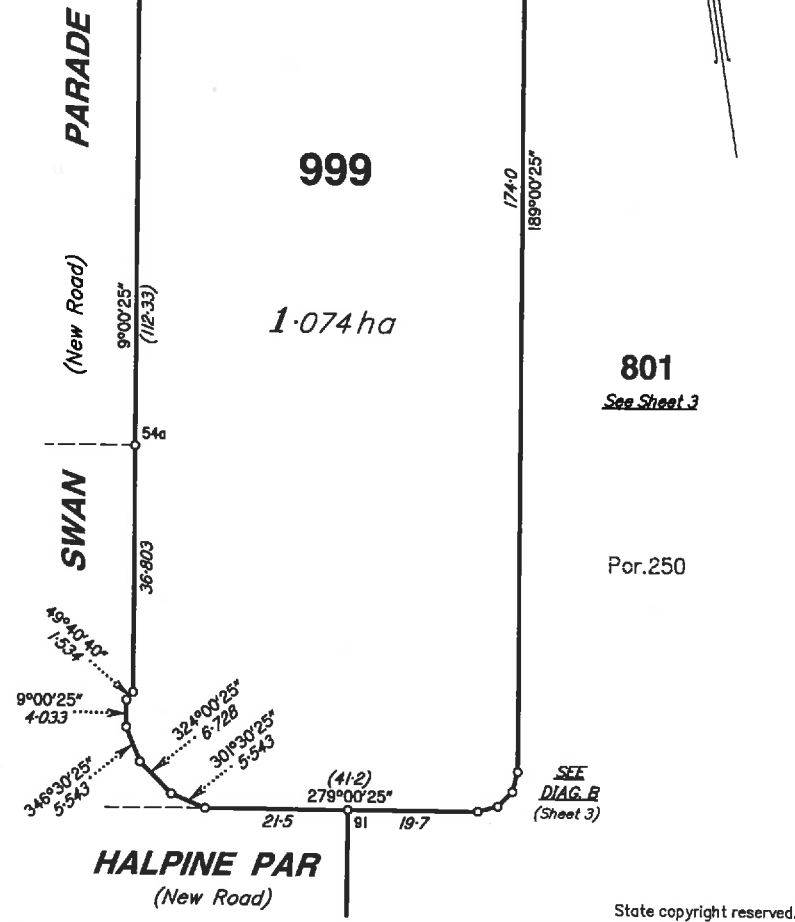 PARADE
(New Road)
SWAN
999
1·074ha
9°00'25"
(112·33)
174·0
189°00'25"
801
See Sheet 3
54a
36·803
Por.250
49°40'40"
1·534
9°00'25"
4·033
346°30'25"
5·543
324°00'25"
6·728
301°30'25"
5·543
(41·2)
279°00'25"
21·5
91
19·7
SEE
DIAG. B
(Sheet 3)
HALPINE PAR
(New Road)
State copyright reserved.